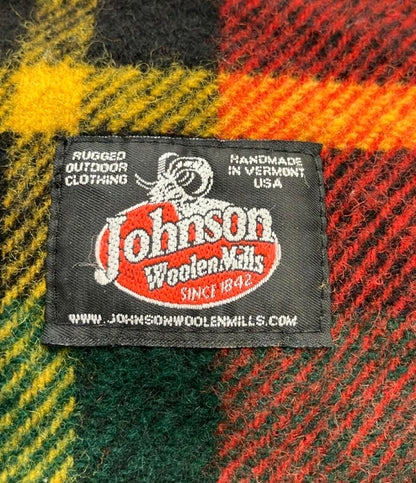 RUGGED
OUTDOOR
CLOTHING
HANDMADE
IN VERMONT
USA
Johnson
Woolen Mills
SINCE 1842
WWW.JOHNSONWOOLENMILLS.COM